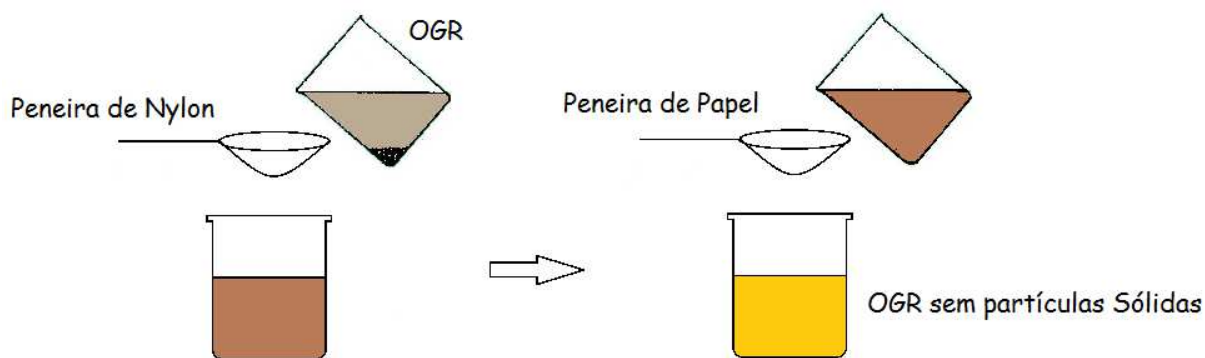 OGR
Peneira de Nylon
Peneira de Papel
OGR sem partículas Sólidas